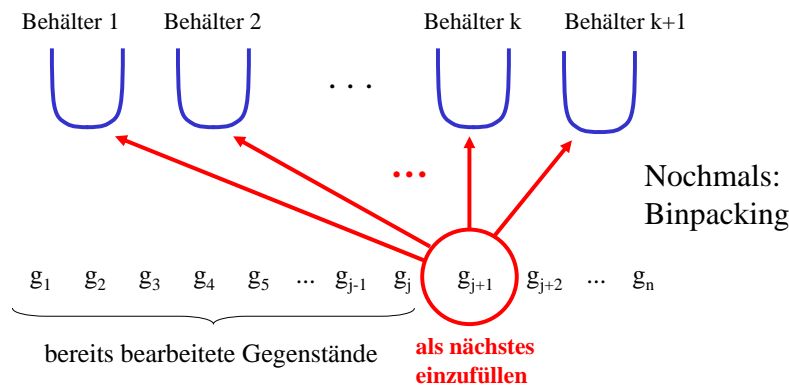 Behälter 1 Behälter 2 Behälter k Behälter k+1
. . .
...
Nochmals:
Binpacking
g1 g2 g3 g4 g5 ... gj-1 gj gj+1 gj+2 ... gn
bereits bearbeitete Gegenstände
als nächstes
einzufüllen